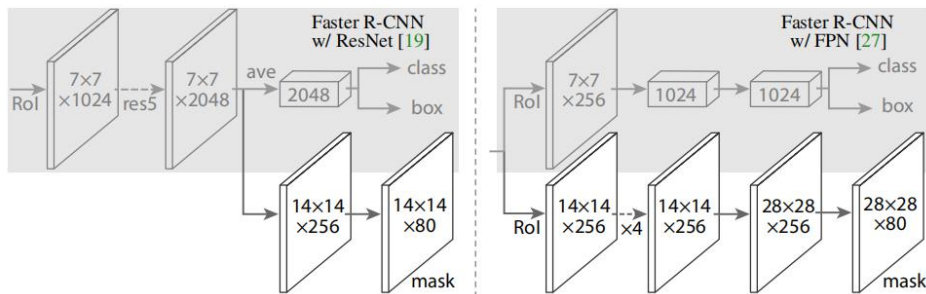 Faster R-CNN
w/ ResNet [19]
RoI
7×7
×1024
res5
7×7
×2048
ave
2048
class
box
14×14
×256
14×14
×80
mask
Faster R-CNN
w/ FPN [27]
RoI
7×7
×256
1024
1024
class
box
RoI
14×14
×256
×4
14×14
×256
28×28
×256
28×28
×80
mask